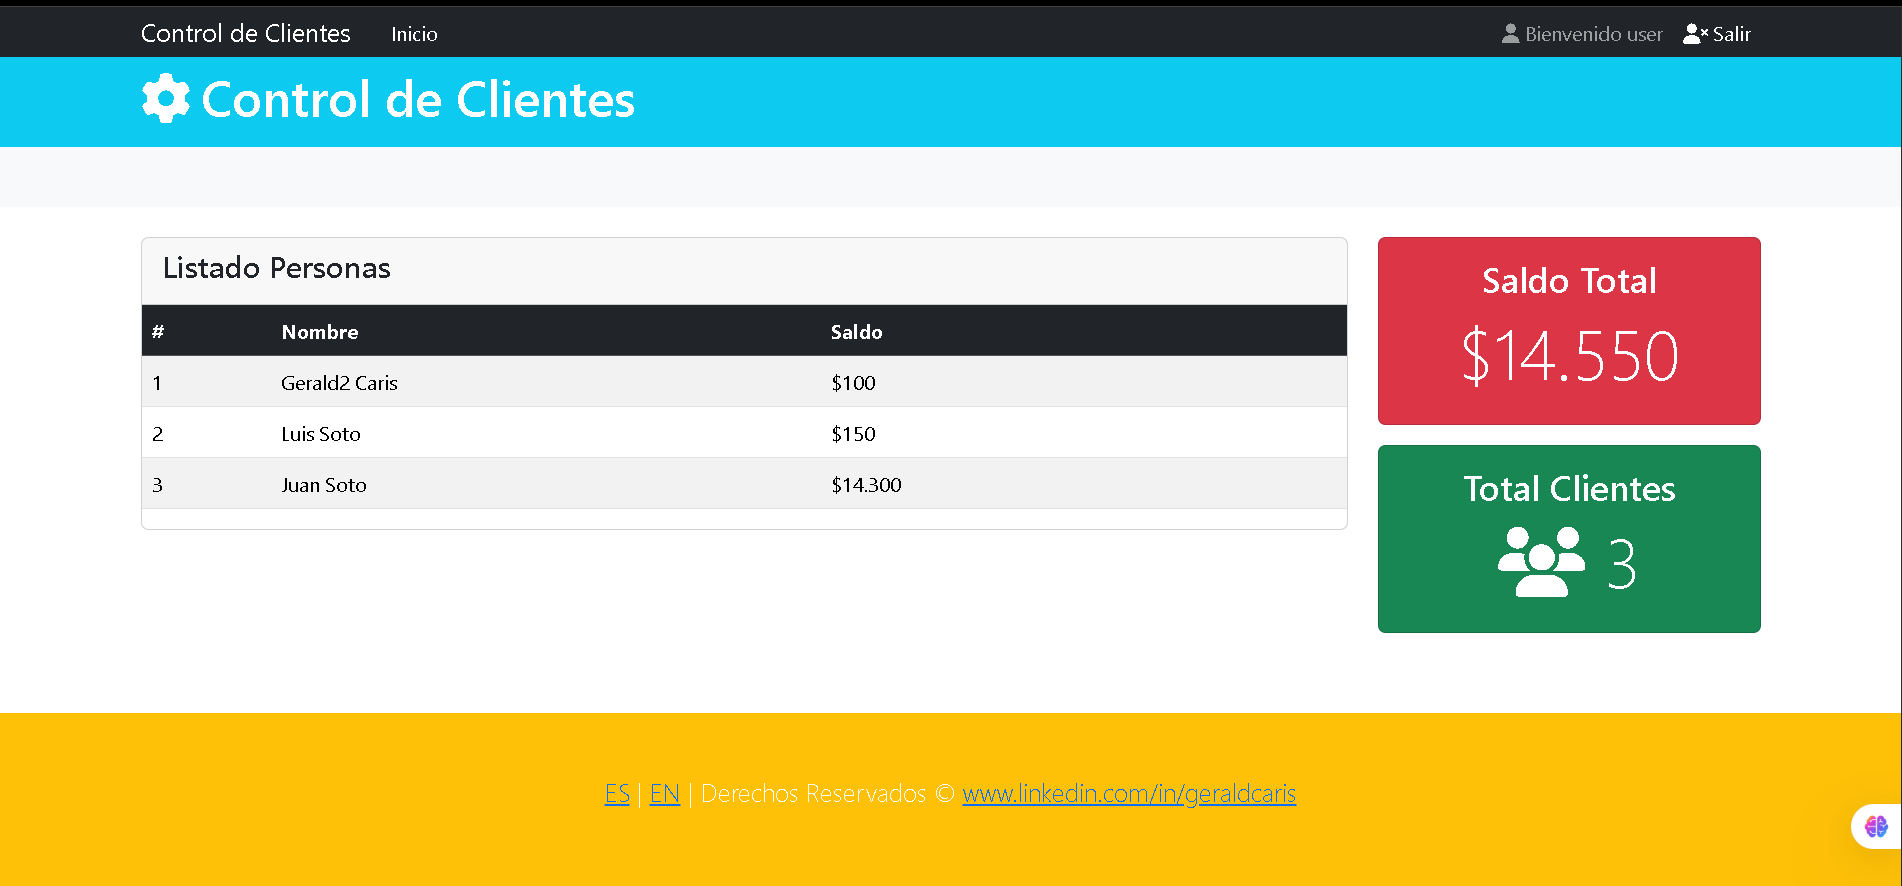 Control de Clientes Inicio Bienvenido user Salir
Control de Clientes
Listado Personas
# Nombre Saldo
1 Gerald2 Caris $100
2 Luis Soto $150
3 Juan Soto $14.300
Saldo Total
$14.550
Total Clientes
3
ES | EN | Derechos Reservados © www.linkedin.com/in/geraldcaris